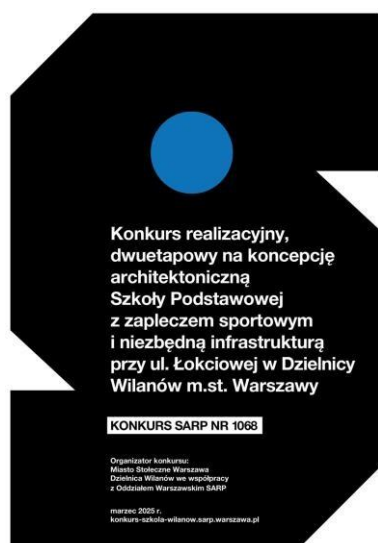 Konkurs realizacyjny,
dwuetapowy na koncepcję
architektoniczną
Szkoły Podstawowej
z zapleczem sportowym
i niezbędną infrastrukturą
przy ul. Łokciowej w Dzielnicy
Wilanów m.st. Warszawy
KONKURS SARP NR 1068
Organizator konkursu:
Miasto Stołeczne Warszawa
Dzielnica Wilanów we współpracy
z Oddziałem Warszawskim SARP
marzec 2025 r.
konkurs-szkola-wilanow.sarp.warszawa.pl